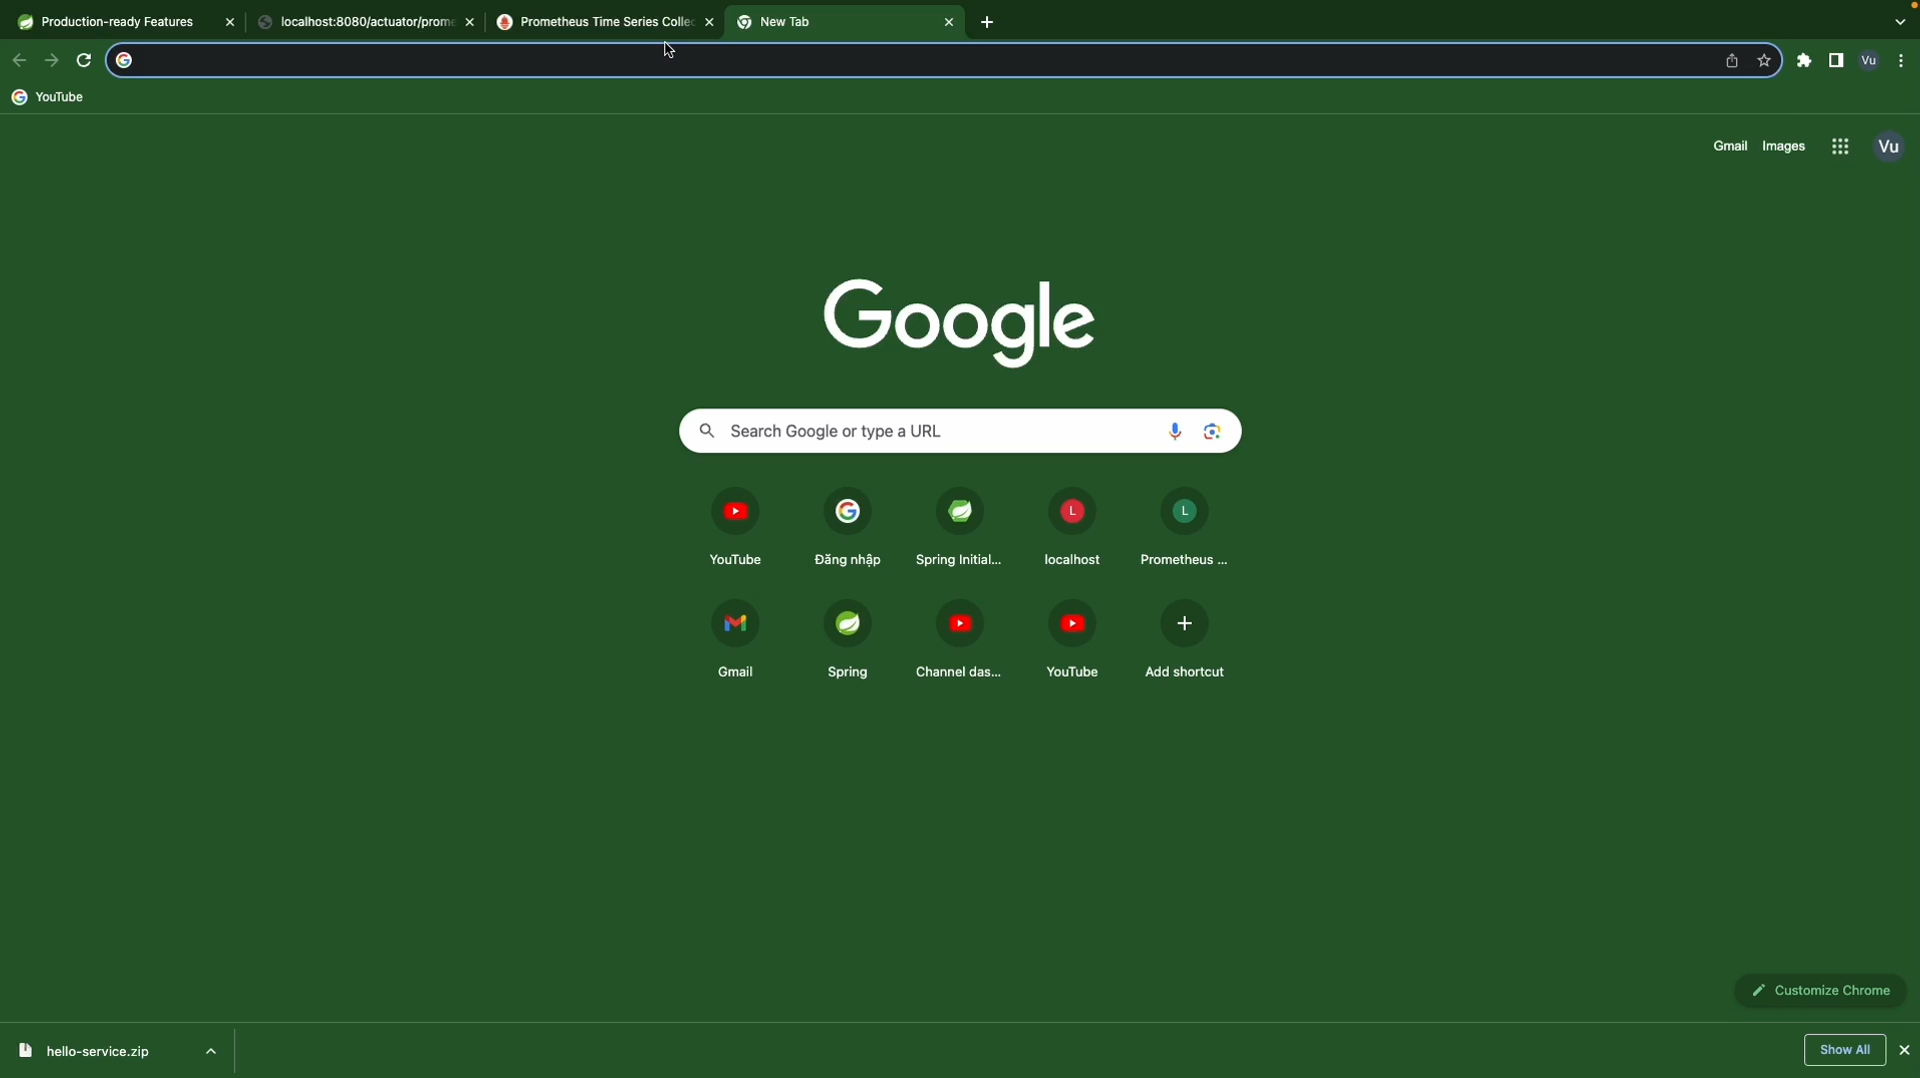 Production-ready Features
localhost:8080/actuator/prome
Prometheus Time Series Collec
New Tab
Vu
YouTube
Gmail
Images
Vu
Google
Search Google or type a URL
YouTube
Đăng nhập
Spring Initial...
L
localhost
L
Prometheus ...
Gmail
Spring
Channel das...
YouTube
Add shortcut
Customize Chrome
hello-service.zip
Show All